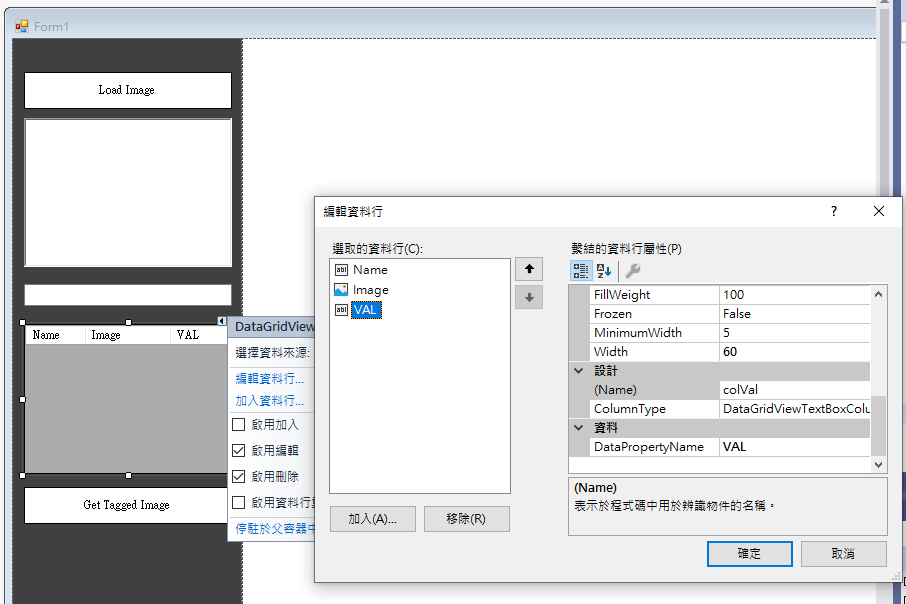 Form1
Load Image
Name Image VAL
Get Tagged Image
DataGridView
選擇資料來源:
編輯資料行...
加入資料行...
啟用加入
啟用編輯
啟用刪除
啟用資料行
停駐於父容器中
編輯資料行
?
選取的資料行(C):
Name
Image
VAL
加入(A)...
移除(R)
繫結的資料行屬性(P)
FillWeight 100
Frozen False
MinimumWidth 5
Width 60
設計
(Name) colVal
ColumnType DataGridViewTextBoxColu
資料
DataPropertyName VAL
(Name)
表示於程式碼中用於辨識物件的名稱。
確定
取消